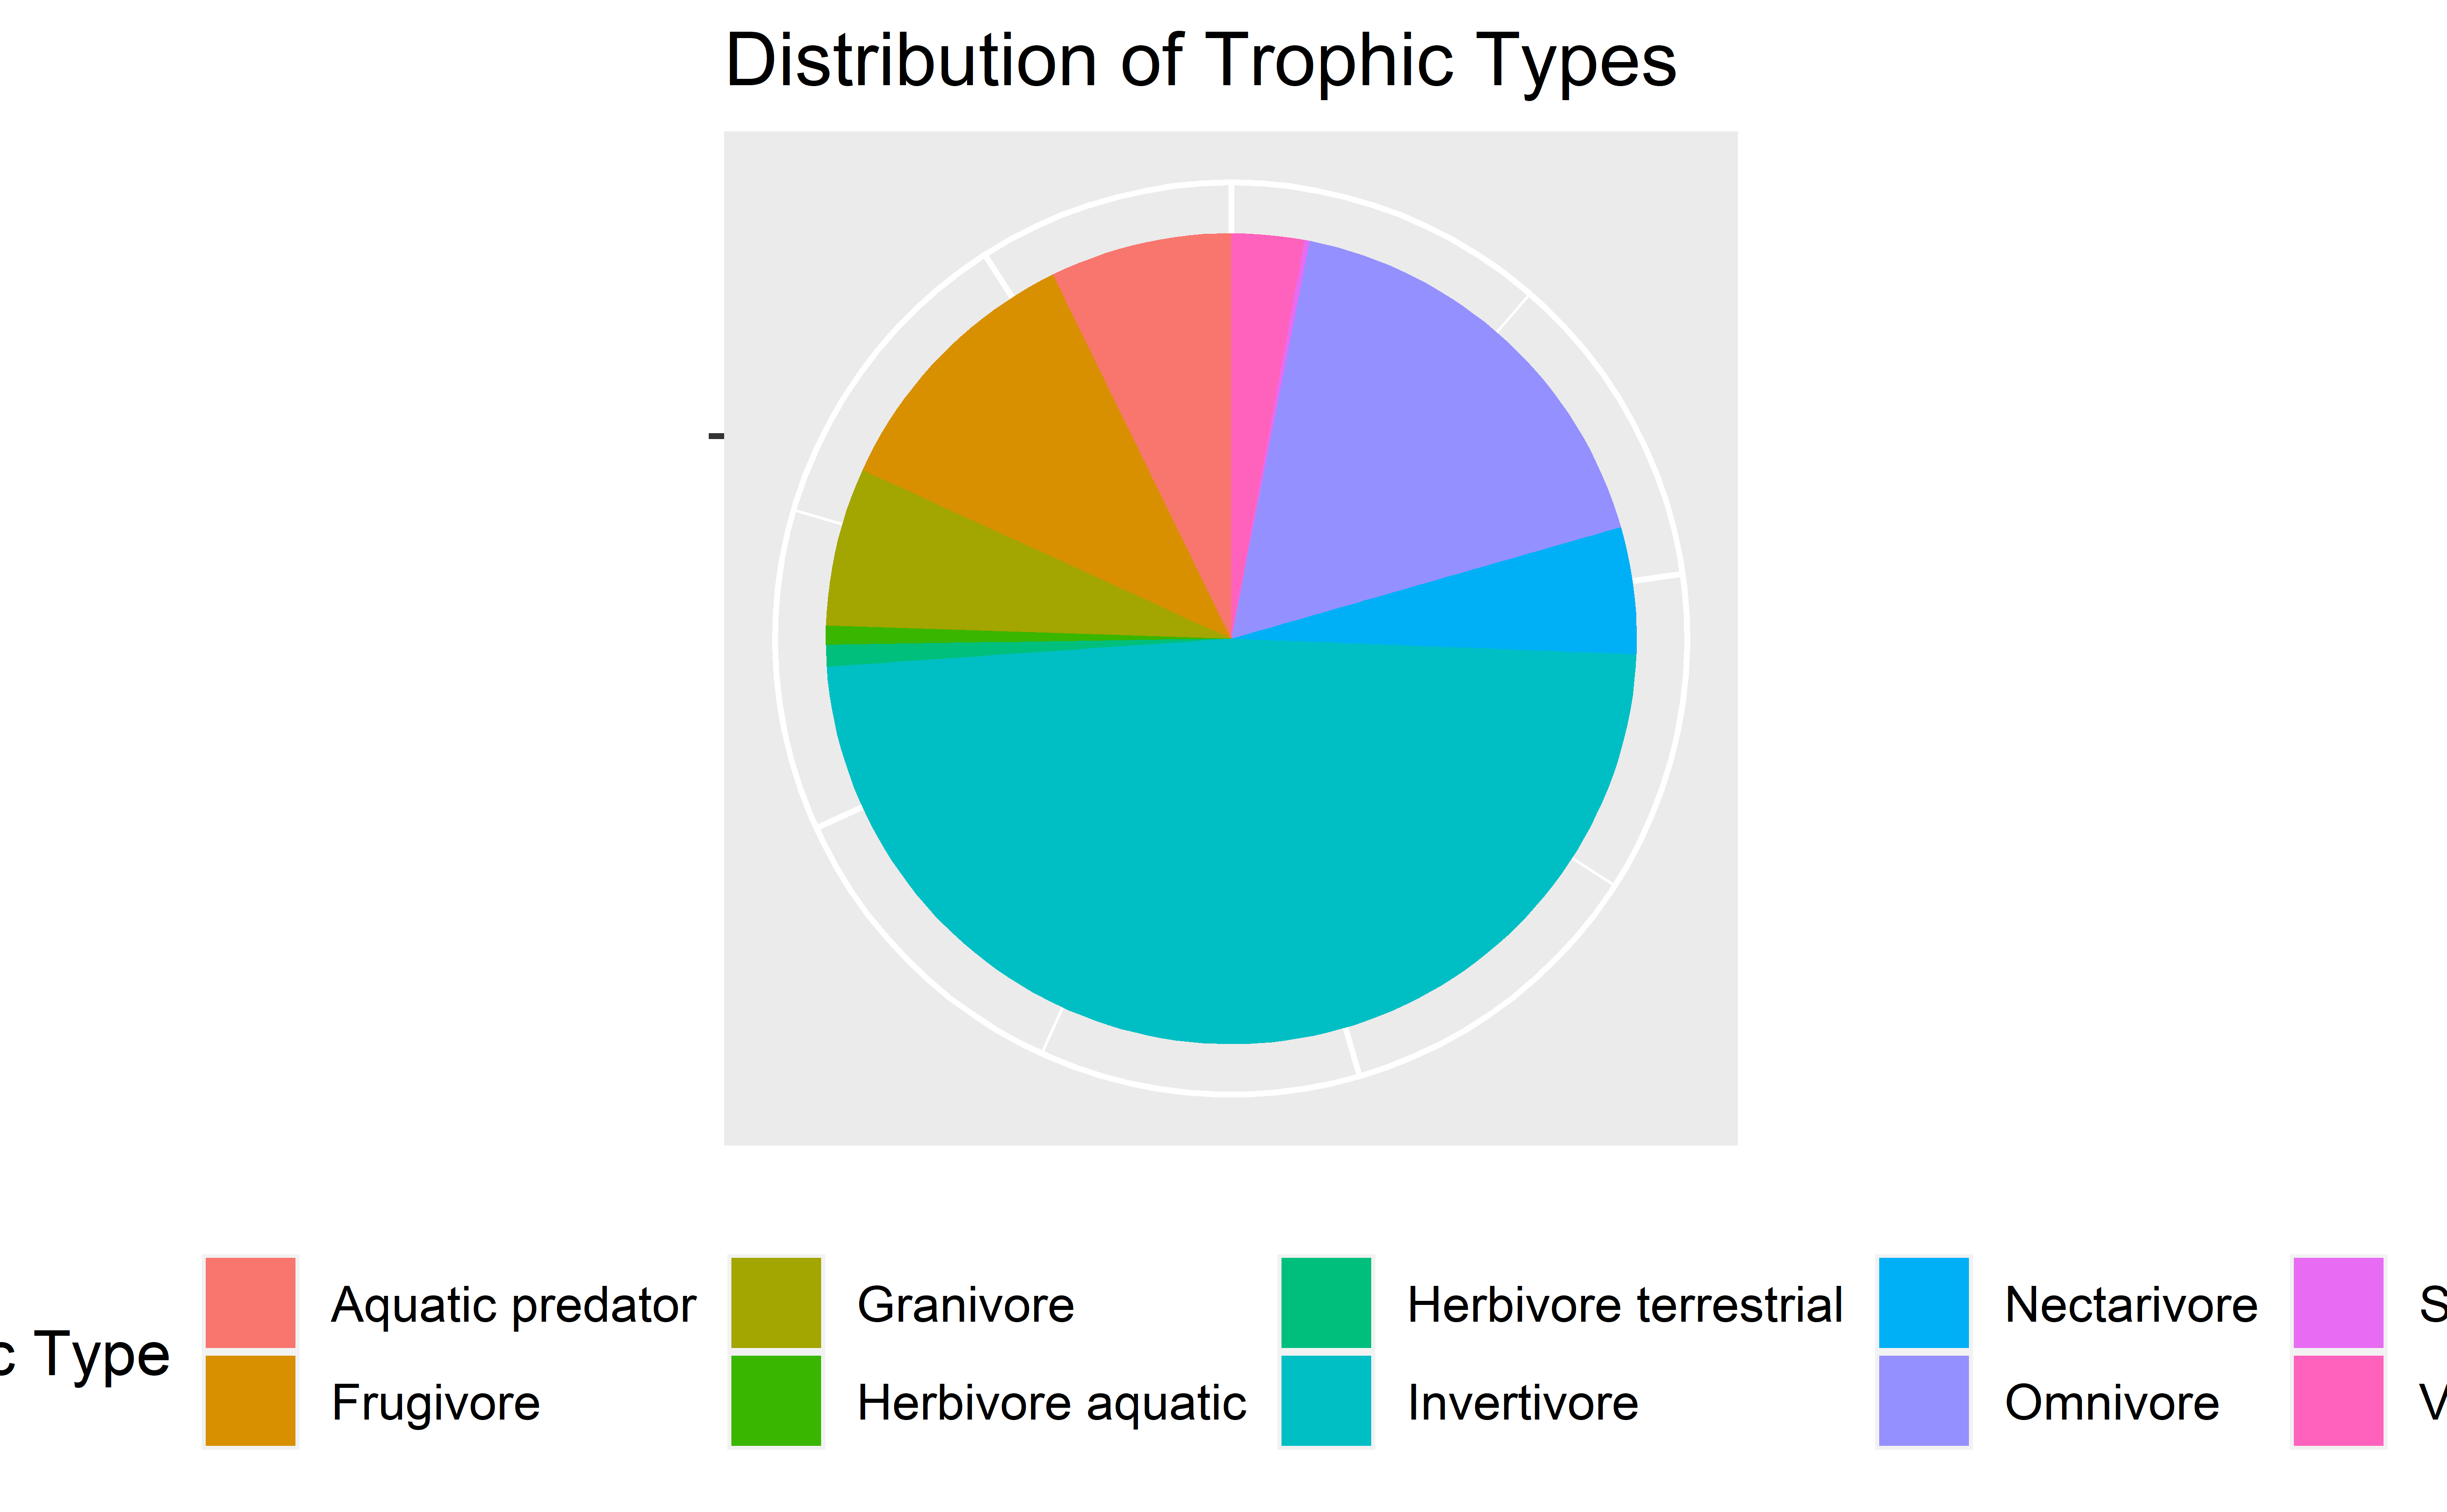 Distribution of Trophic Types
Type
Aquatic predator
Frugivore
Granivore
Herbivore aquatic
Herbivore terrestrial
Invertivore
Nectarivore
Omnivore